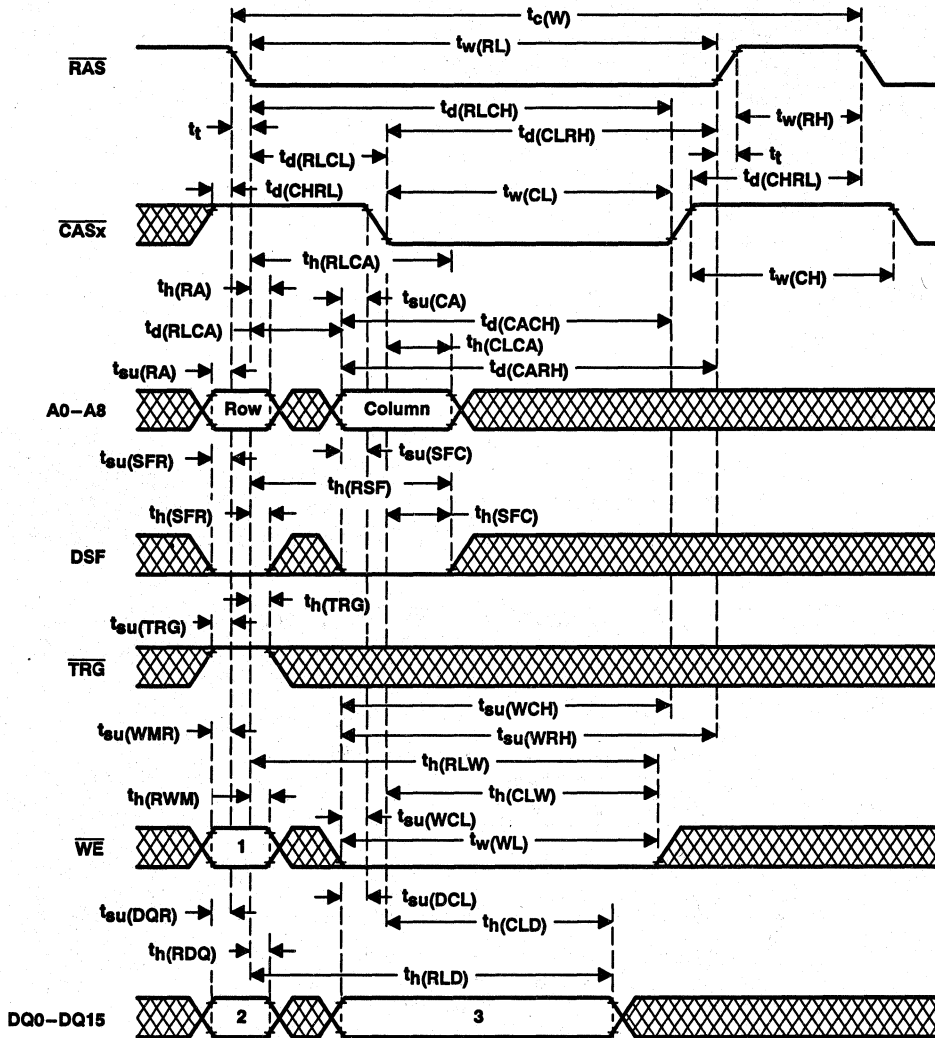 tc(W)
tw(RL)
RAS
td(RLCH)
tt
td(CLRH)
tw(RH)
td(RLCL)
tt
td(CHRL)
tw(CL)
td(CHRL)
CASx
th(RLCA)
tw(CH)
th(RA)
tsu(CA)
td(RLCA)
td(CACH)
th(CLCA)
tsu(RA)
td(CARH)
A0–A8
Row
Column
tsu(SFR)
tsu(SFC)
th(RSF)
th(SFR)
th(SFC)
DSF
th(TRG)
tsu(TRG)
TRG
tsu(WCH)
tsu(WMR)
tsu(WRH)
th(RLW)
th(RWM)
th(CLW)
tsu(WCL)
tw(WL)
WE
1
tsu(DCL)
tsu(DQR)
th(CLD)
th(RDQ)
th(RLD)
DQ0–DQ15
2
3